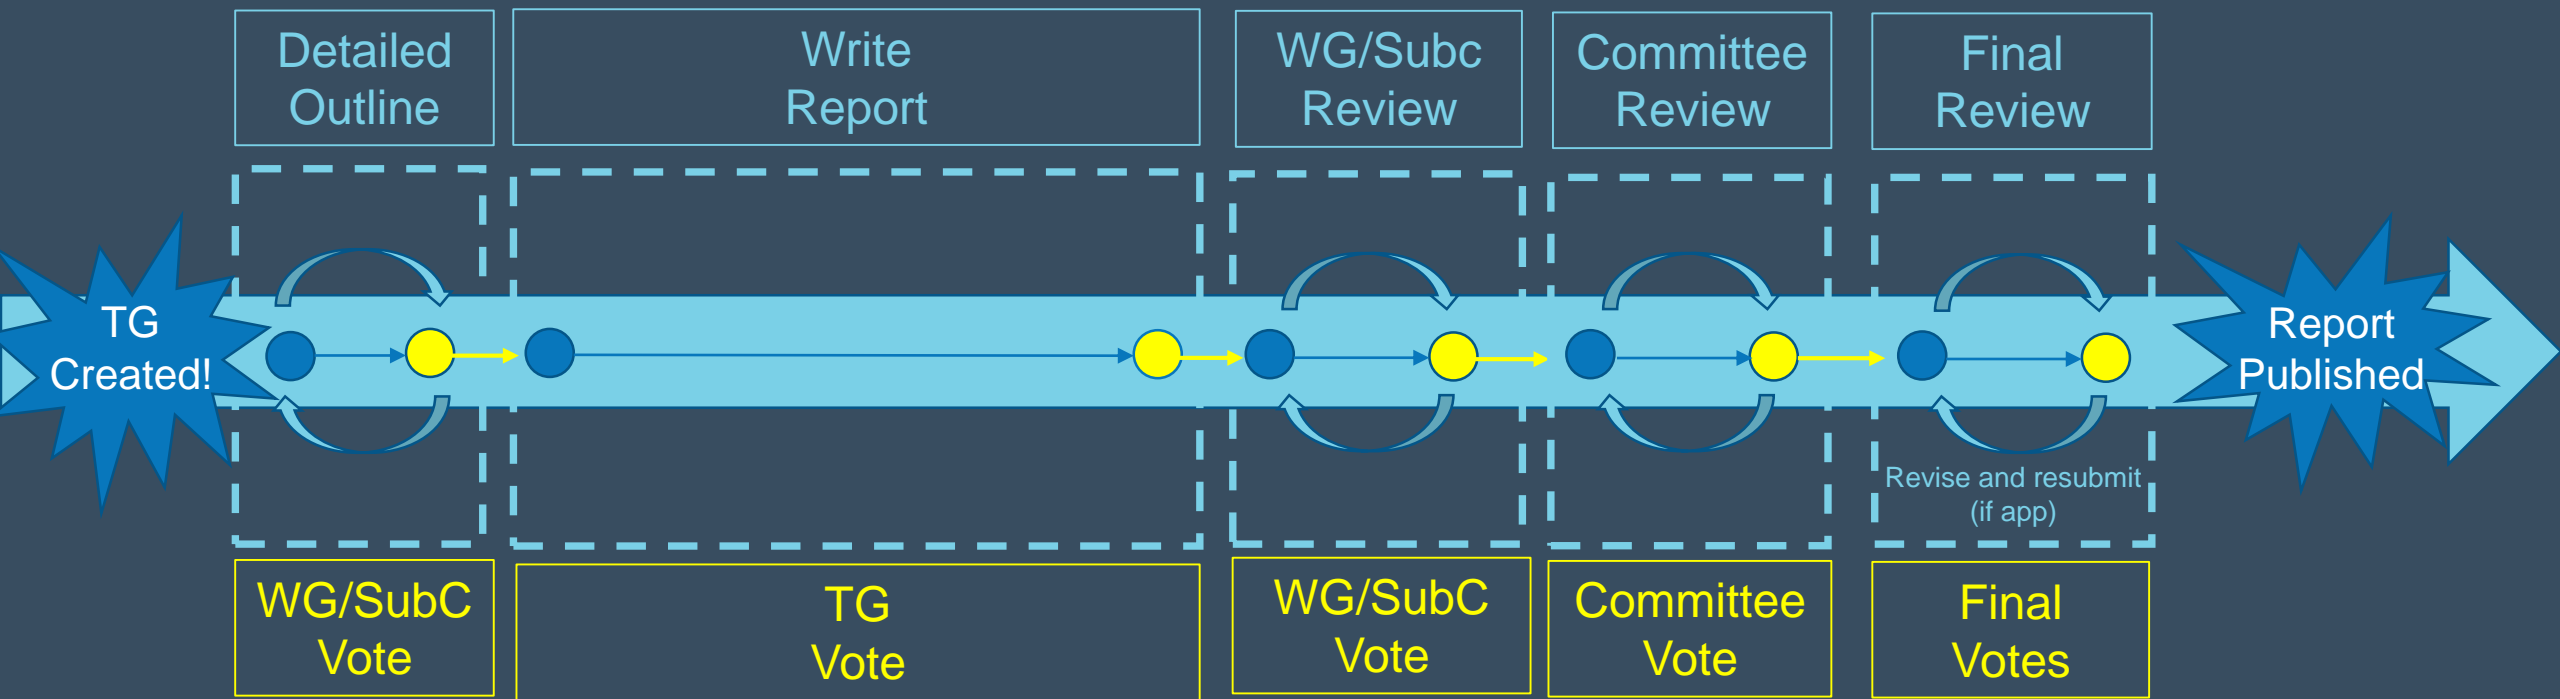 Detailed
Outline
Write
Report
WG/Subc
Review
Committee
Review
Final
Review
TG
Created!
Report
Published
Revise and resubmit
(if app)
WG/SubC
Vote
TG
Vote
WG/SubC
Vote
Committee
Vote
Final
Votes